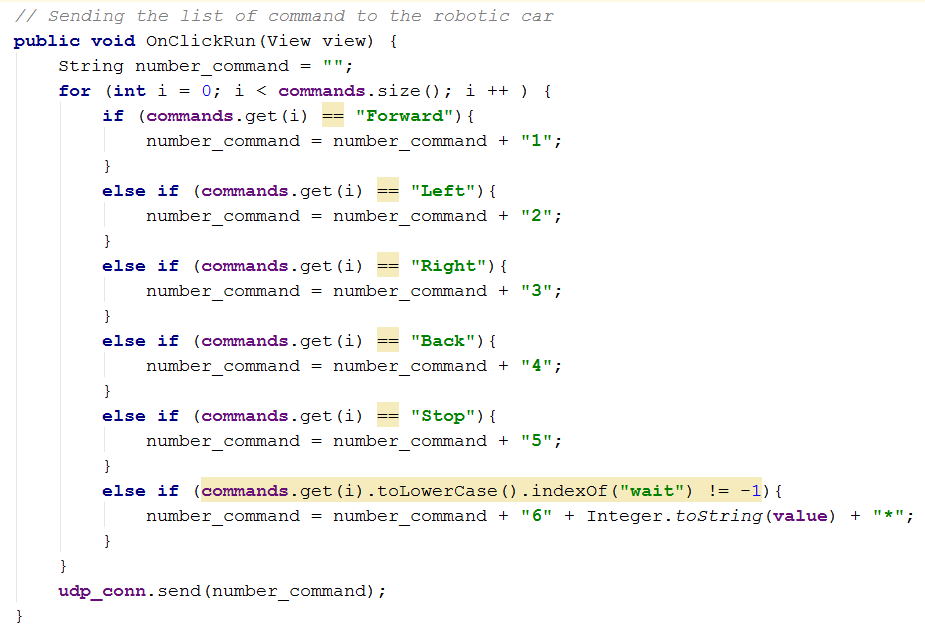 // Sending the list of command to the robotic car
public void OnClickRun(View view) {
    String number_command = "";
    for (int i = 0; i < commands.size(); i ++ ) {
        if (commands.get(i) == "Forward"){
            number_command = number_command + "1";
        }
        else if (commands.get(i) == "Left"){
            number_command = number_command + "2";
        }
        else if (commands.get(i) == "Right"){
            number_command = number_command + "3";
        }
        else if (commands.get(i) == "Back"){
            number_command = number_command + "4";
        }
        else if (commands.get(i) == "Stop"){
            number_command = number_command + "5";
        }
        else if (commands.get(i).toLowerCase().indexOf("wait") != -1){
            number_command = number_command + "6" + Integer.toString(value) + "*";
        }
    }
    udp_conn.send(number_command);
}